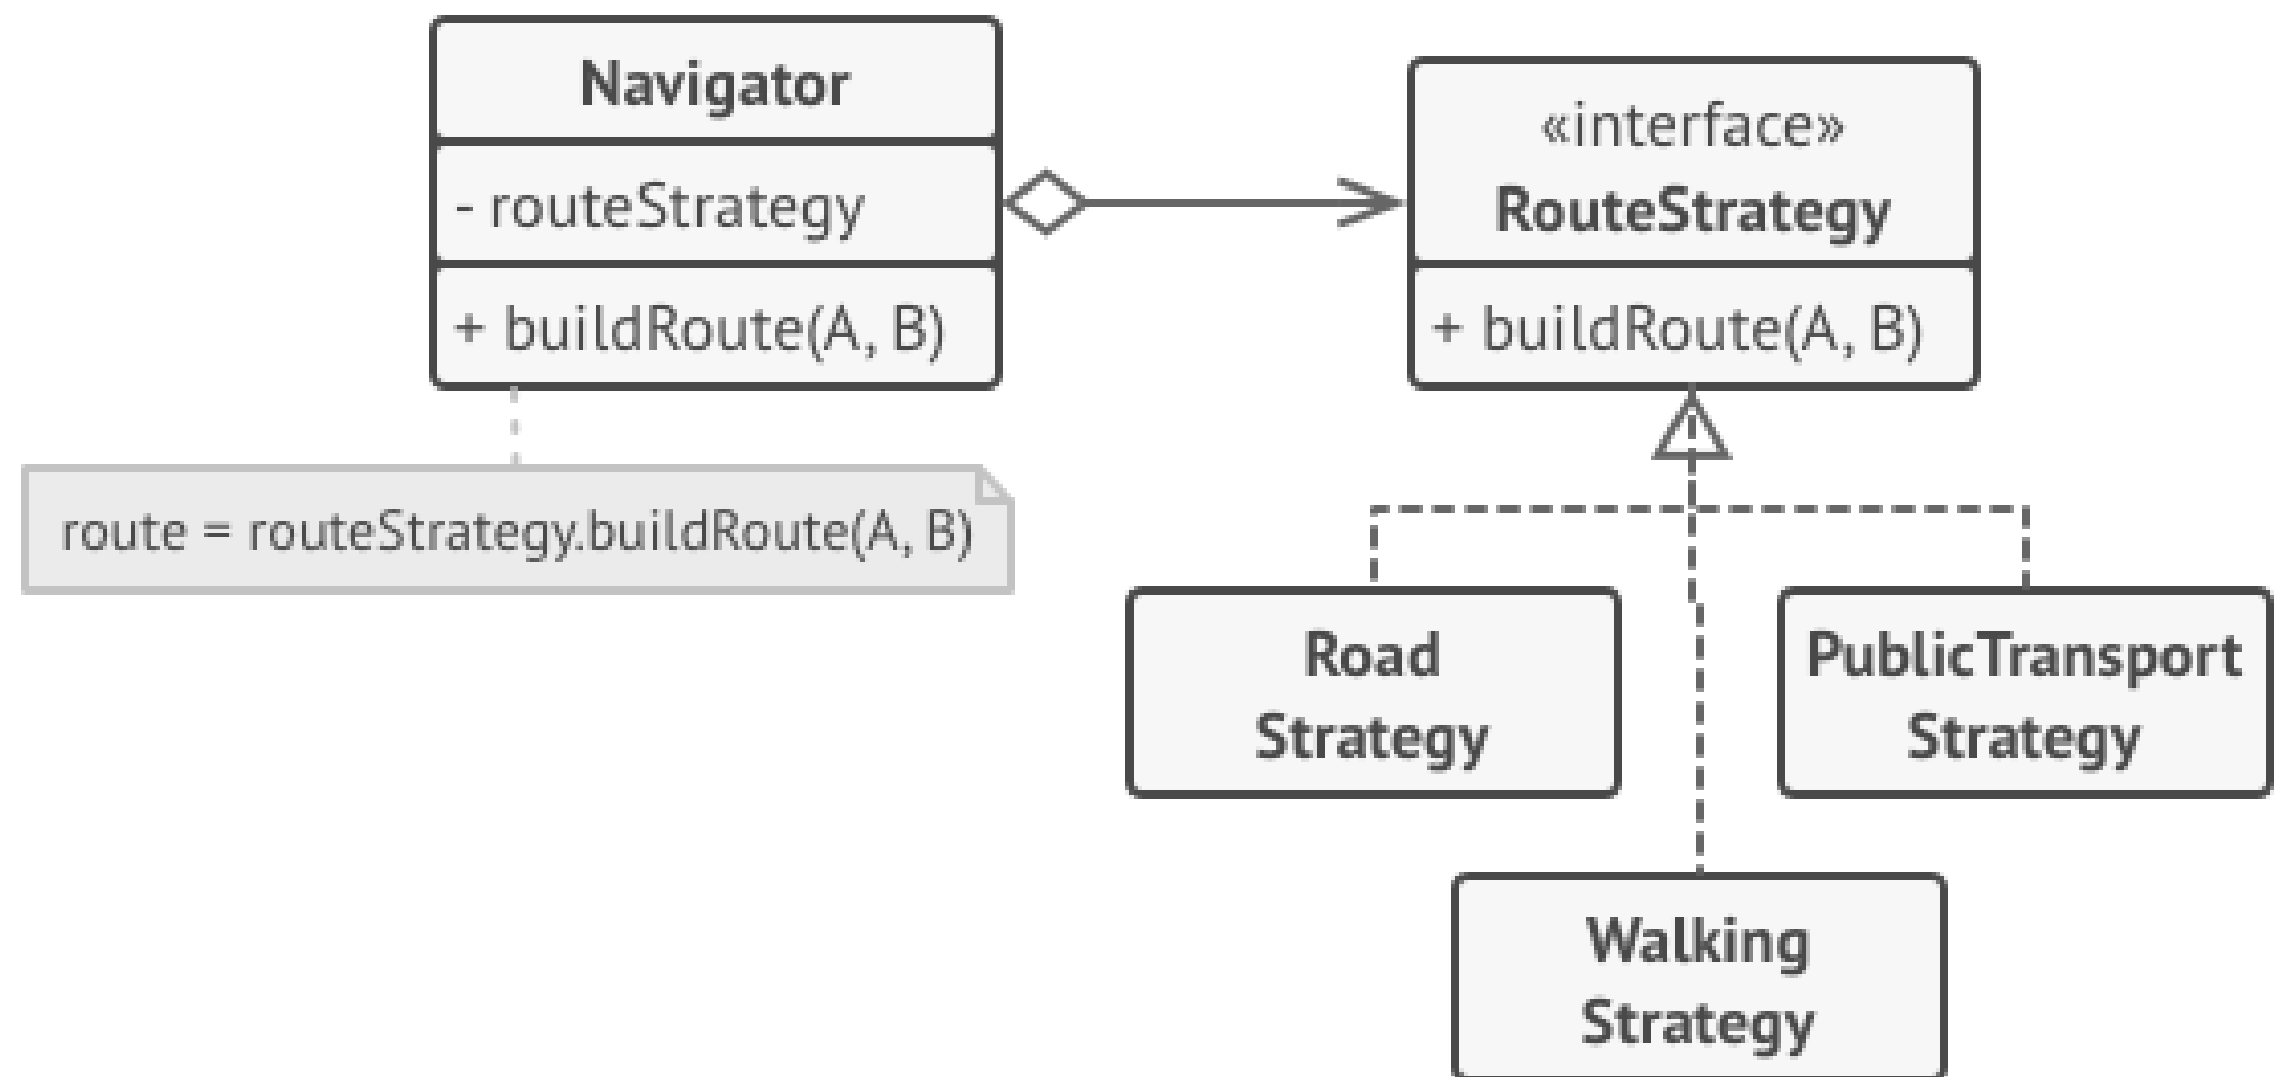 Navigator
- routeStrategy
+ buildRoute(A, B)
route = routeStrategy.buildRoute(A, B)
«interface»
RouteStrategy
+ buildRoute(A, B)
Road
Strategy
PublicTransport
Strategy
Walking
Strategy